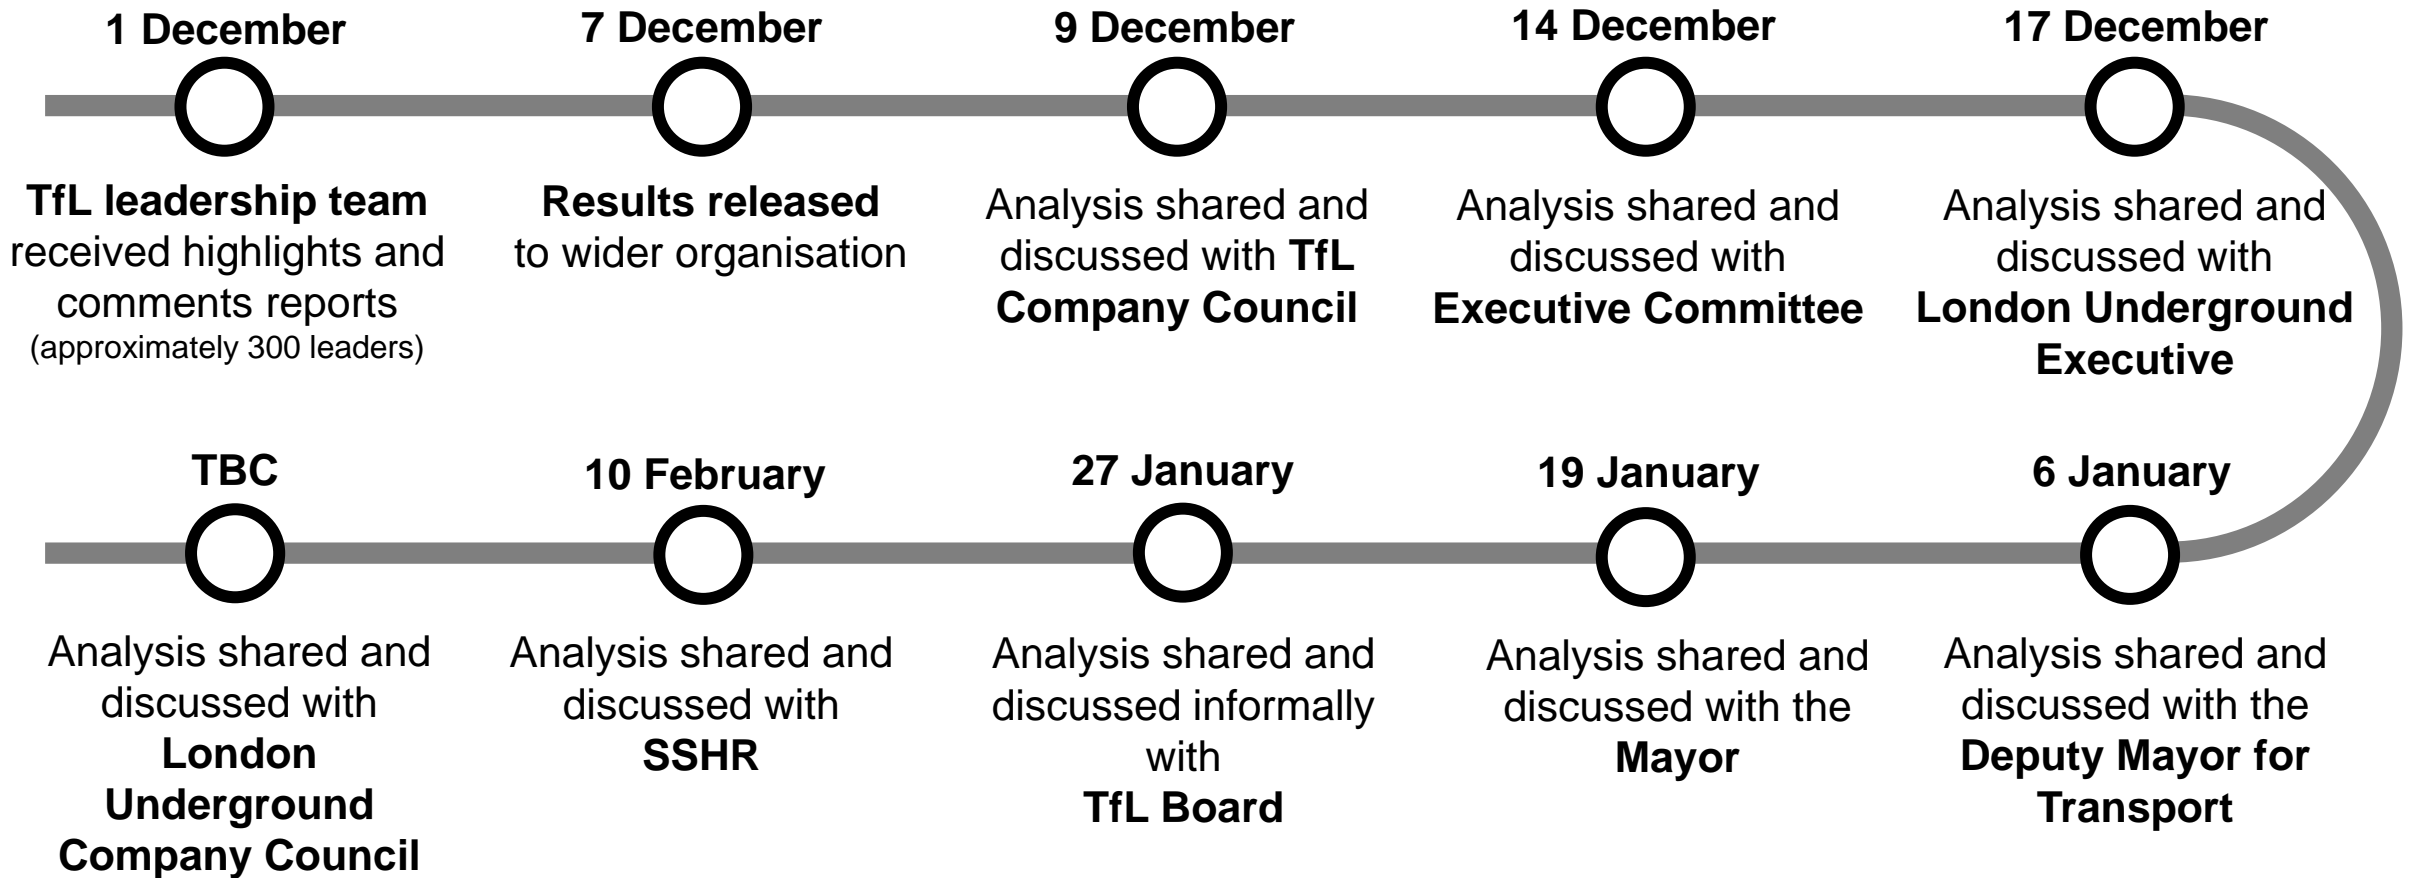 1 December
TfL leadership team
received highlights and
comments reports
(approximately 300 leaders)
7 December
Results released
to wider organisation
9 December
Analysis shared and
discussed with TfL
Company Council
14 December
Analysis shared and
discussed with
Executive Committee
17 December
Analysis shared and
discussed with
London Underground
Executive
6 January
Analysis shared and
discussed with the
Deputy Mayor for
Transport
19 January
Analysis shared and
discussed with the
Mayor
27 January
Analysis shared and
discussed informally
with
TfL Board
10 February
Analysis shared and
discussed with
SSHR
TBC
Analysis shared and
discussed with
London
Underground
Company Council